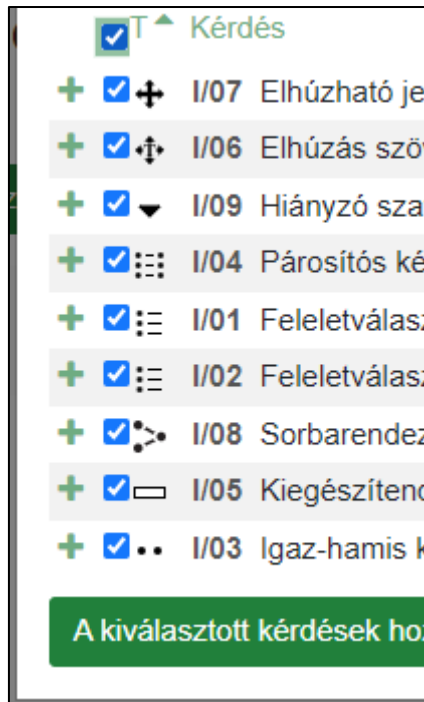 T Kérdés
I/07 Elhúzható je
I/06 Elhúzás szö
I/09 Hiányzó sza
I/04 Párosítós ké
I/01 Feleletválasz
I/02 Feleletválasz
I/08 Sorbarendez
I/05 Kiegészítend
I/03 Igaz-hamis k
A kiválasztott kérdések hoz